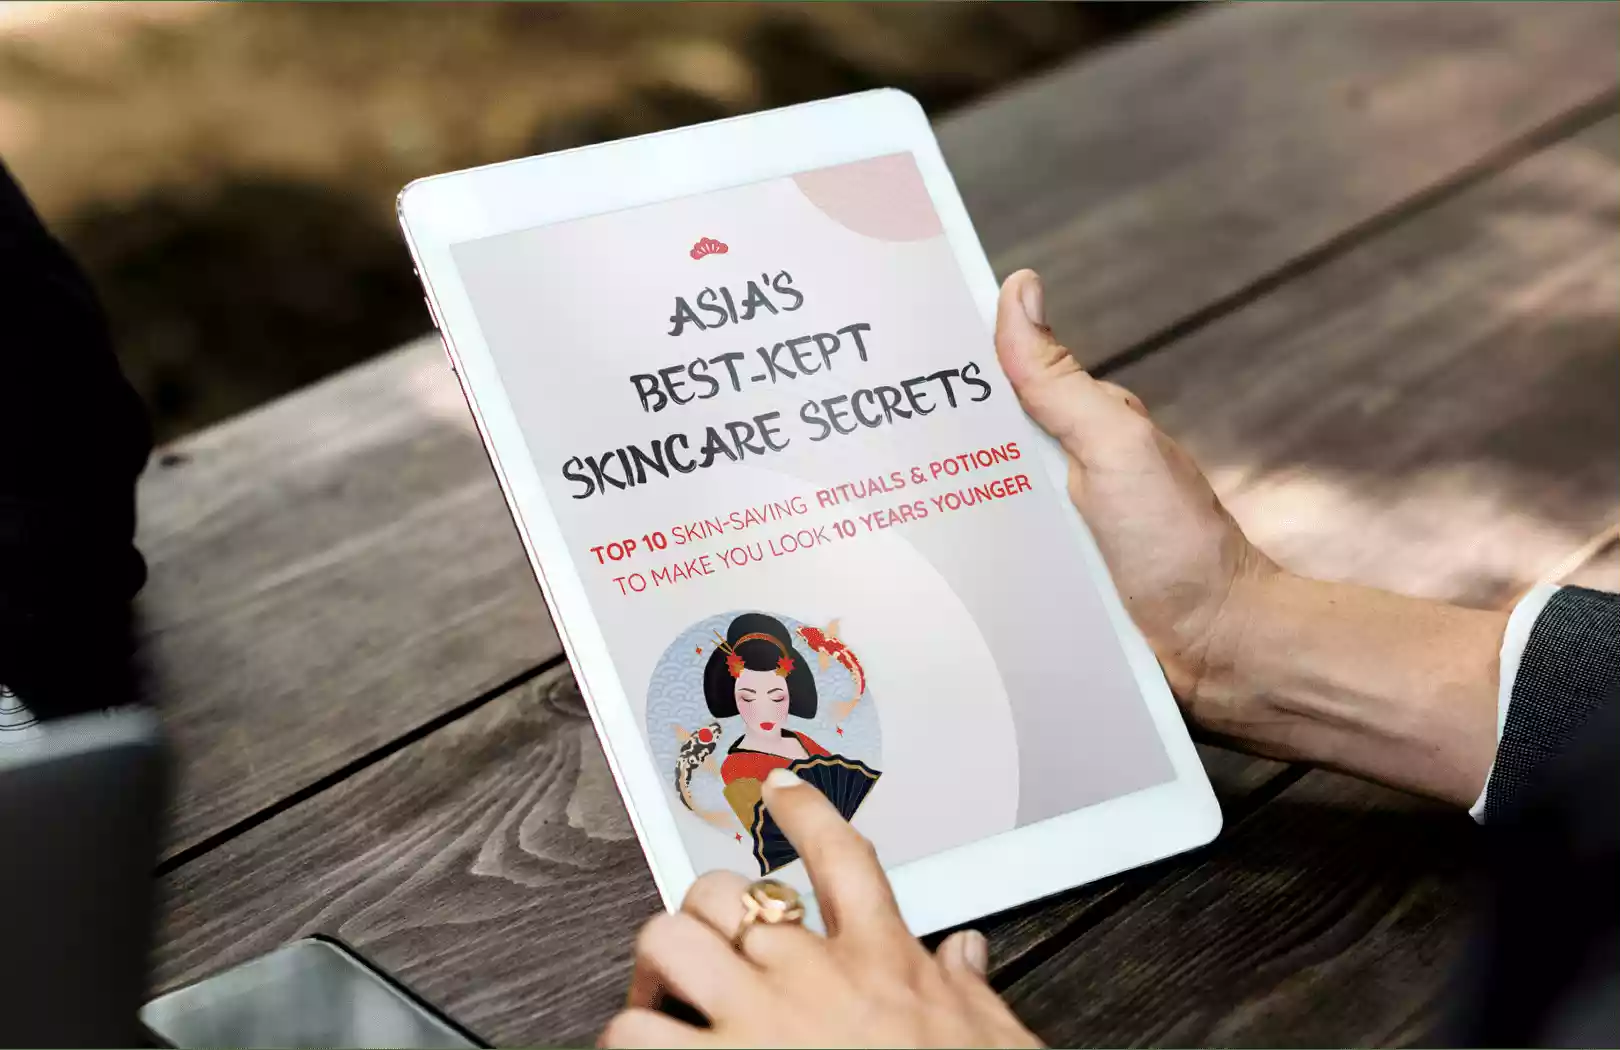 ASIA'S
BEST-KEPT
SKINCARE SECRETS
TOP 10 SKIN-SAVING RITUALS & POTIONS
TO MAKE YOU LOOK 10 YEARS YOUNGER